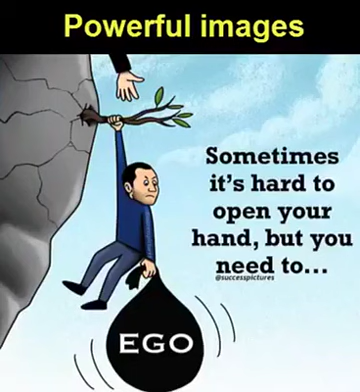 Powerful images
Sometimes
it's hard to
open your
hand, but you
need to...
@successpictures
EGO